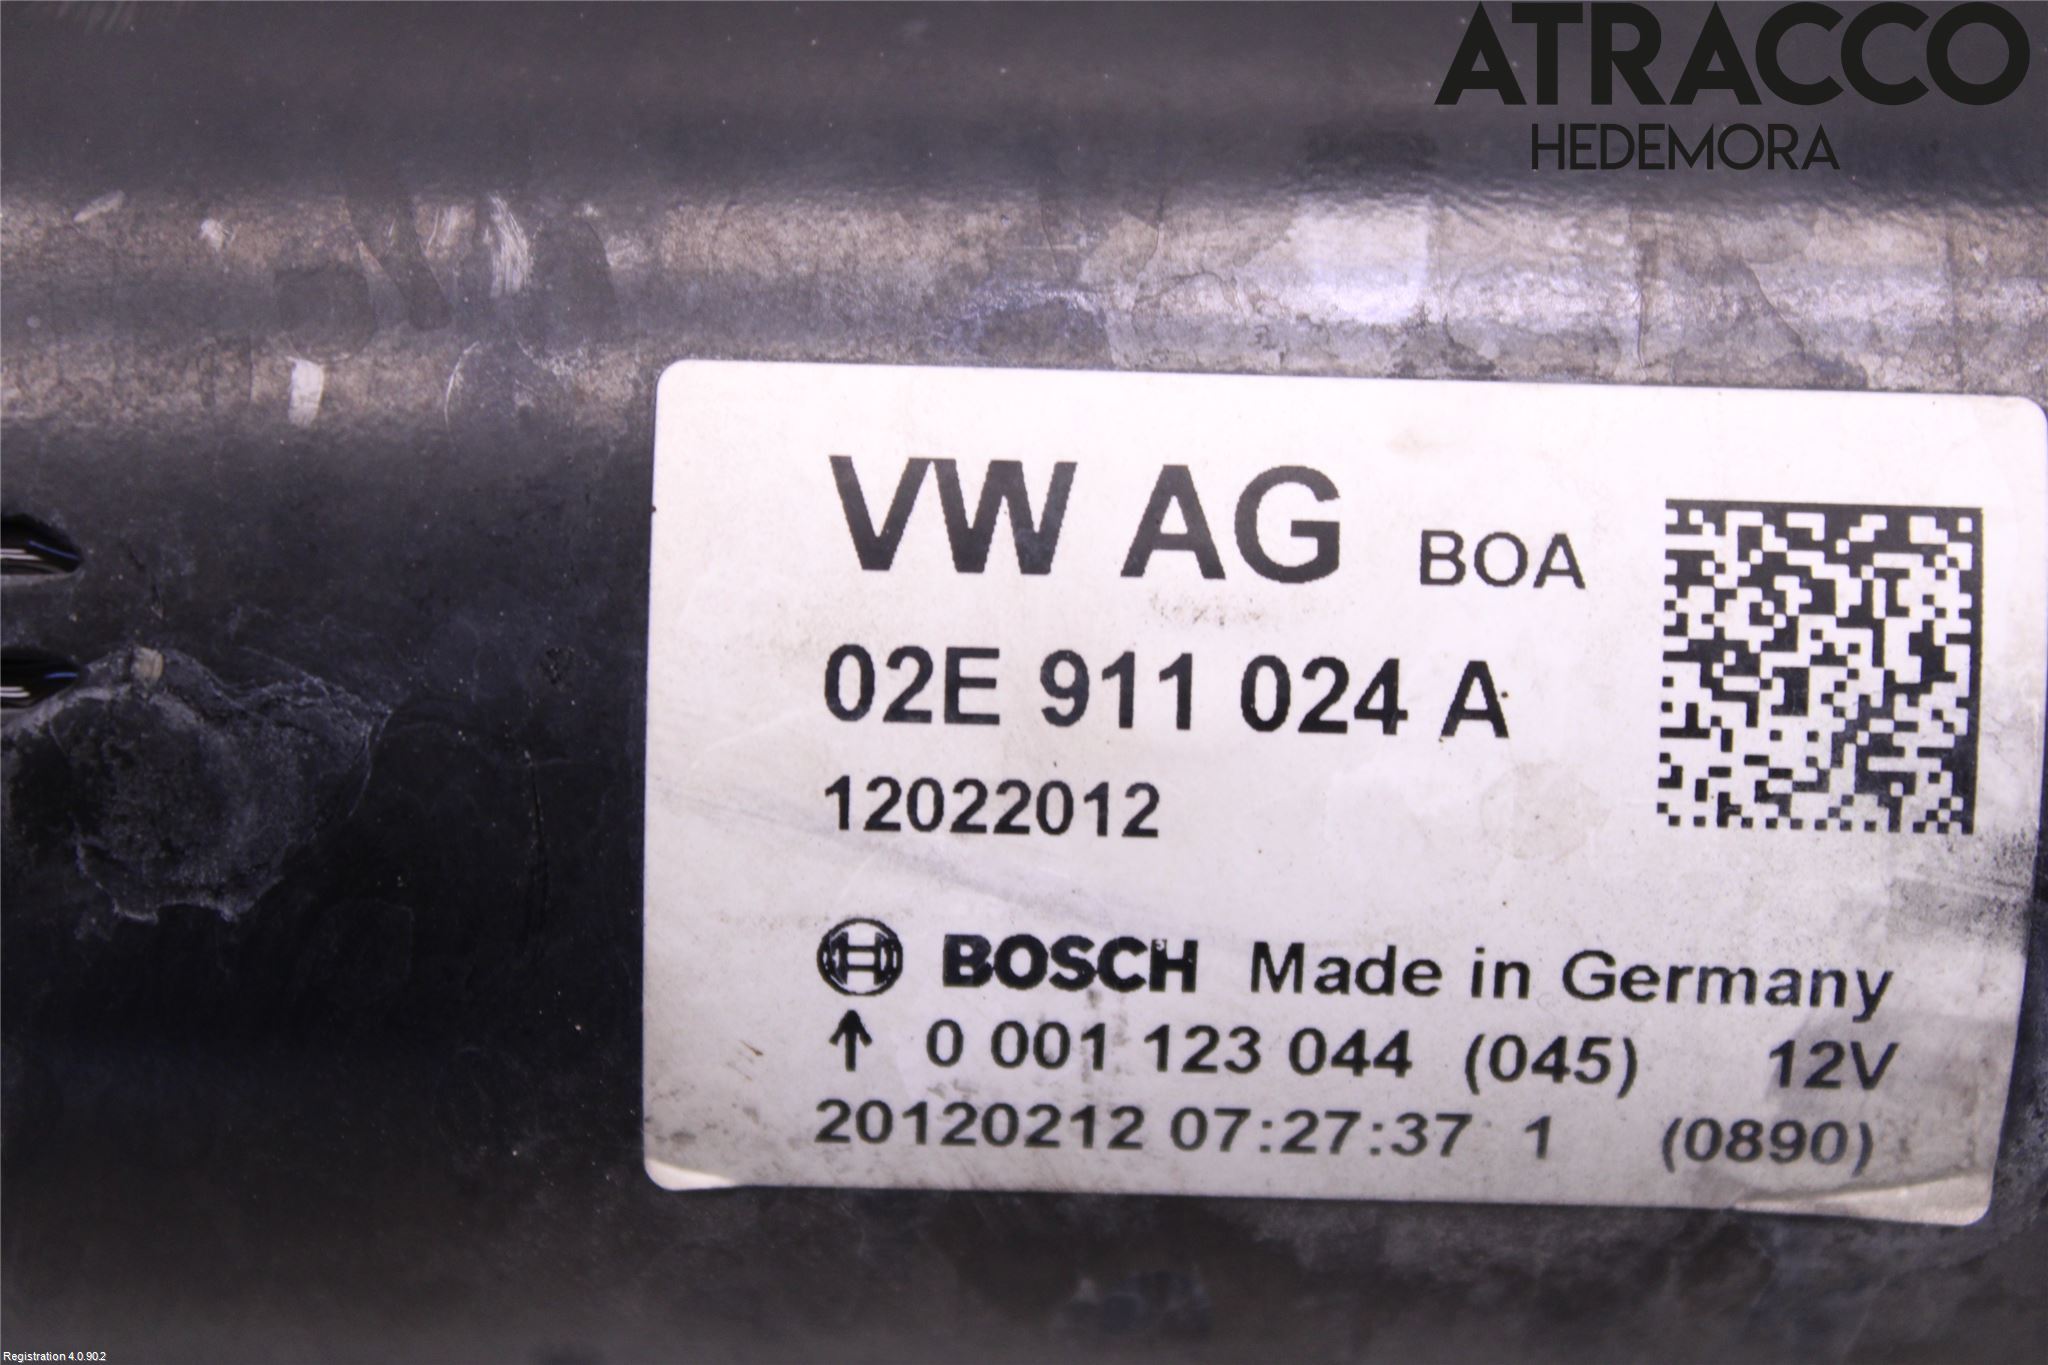 ATRACCO
HEDEMORA
VW AG BOA
02E 911 024 A
12022012
BOSCH Made in Germany
↑ 0 001 123 044 (045) 12V
20120212 07:27:37 1 (0890)
Registration 4.0.90.2